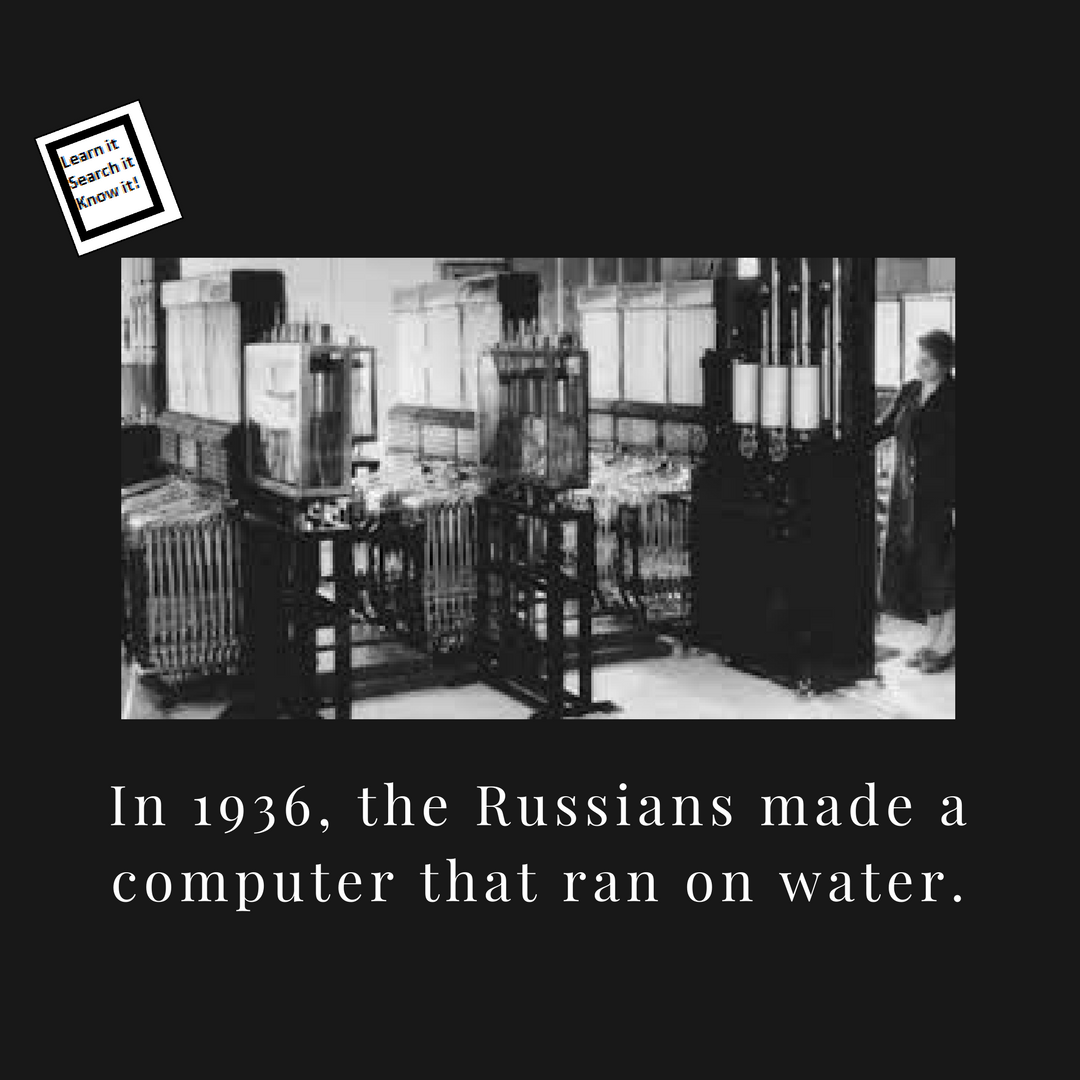 Learn it
Search it
Know it!
In 1936, the Russians made a
computer that ran on water.